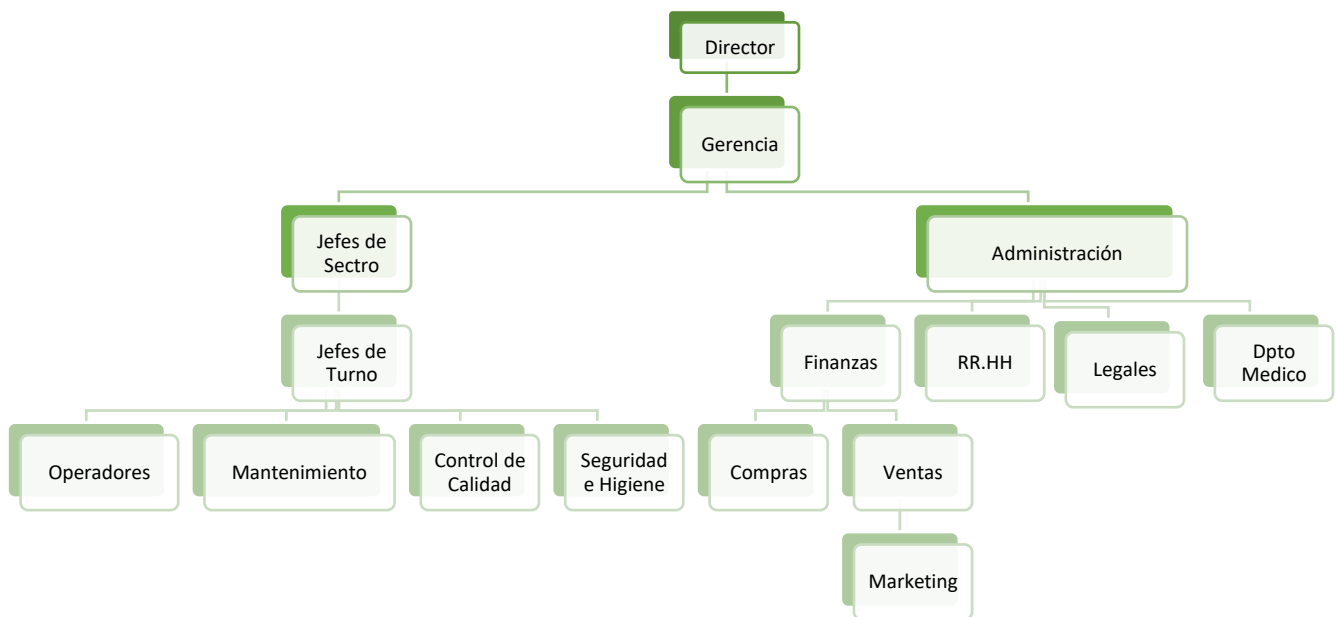 Director
Gerencia
Jefes de
Sectro
Administración
Jefes de
Turno
Finanzas
RR.HH
Legales
Dpto
Medico
Operadores
Mantenimiento
Control de
Calidad
Seguridad
e Higiene
Compras
Ventas
Marketing